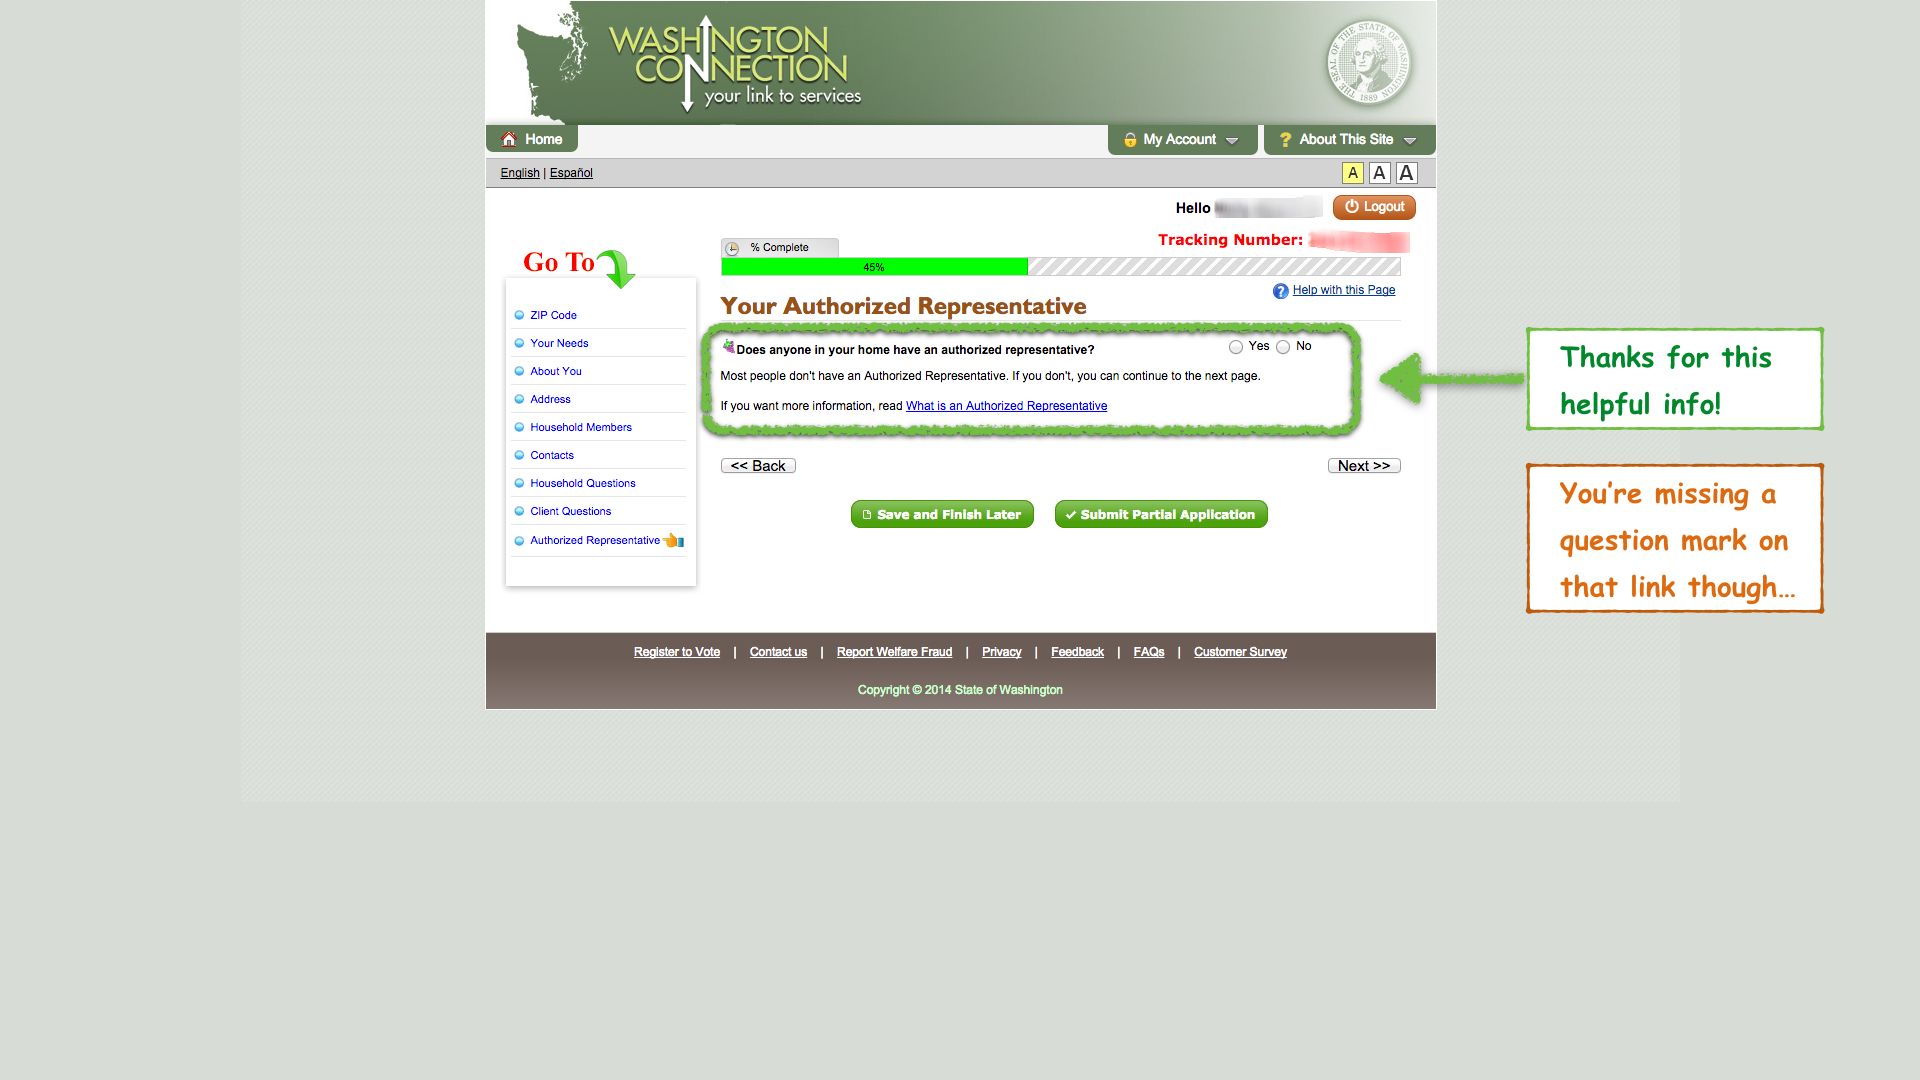 WASHINGTON
CONNECTION
your link to services
THE SEAL OF THE STATE OF WASHINGTON
1889
Home
My Account
? About This Site
English | Español
A A A
Hello
Logout
Tracking Number:
% Complete
45%
? Help with this Page
Go To
ZIP Code
Your Needs
About You
Address
Household Members
Contacts
Household Questions
Client Questions
Authorized Representative
Your Authorized Representative
Does anyone in your home have an authorized representative? Yes No
Most people don't have an Authorized Representative. If you don't, you can continue to the next page.
If you want more information, read What is an Authorized Representative
<< Back
Next >>
Save and Finish Later
Submit Partial Application
Thanks for this
helpful info!
You're missing a
question mark on
that link though...
Register to Vote | Contact us | Report Welfare Fraud | Privacy | Feedback | FAQs | Customer Survey
Copyright © 2014 State of Washington